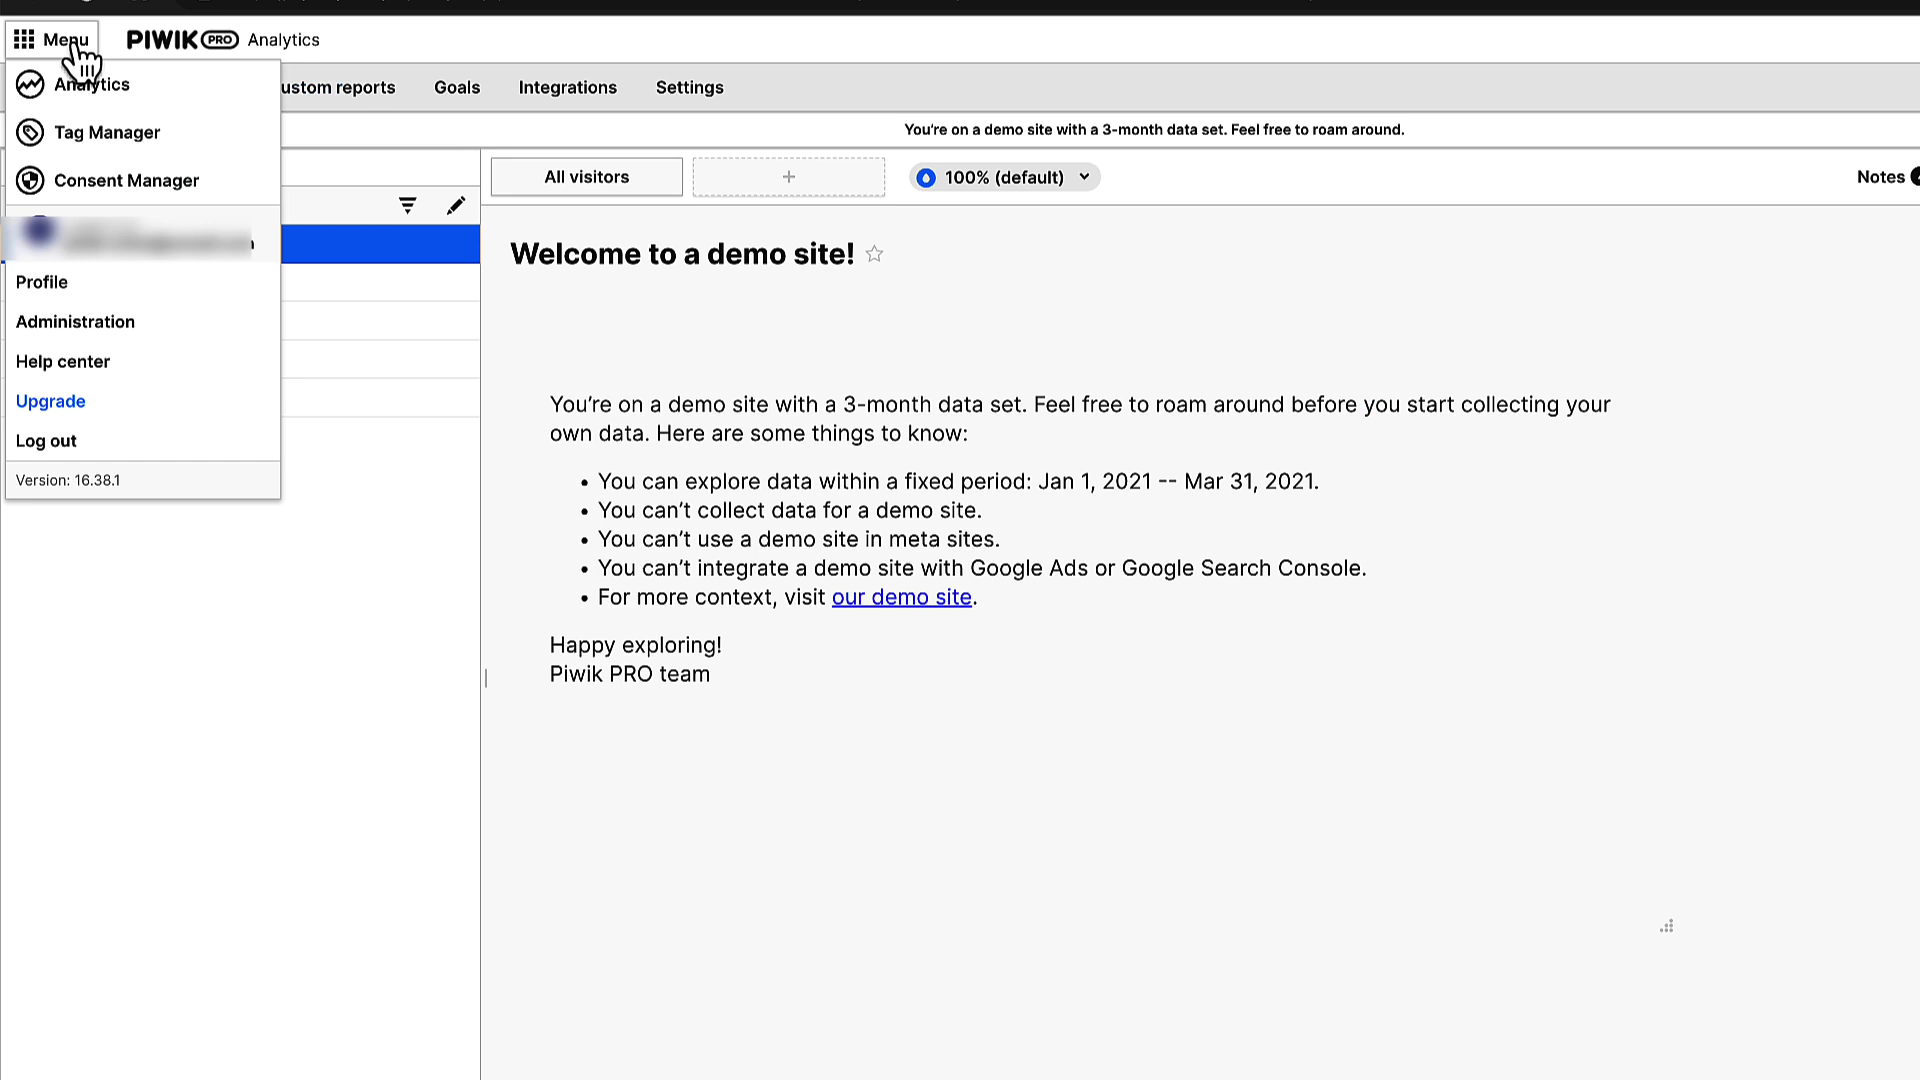 Menu PIWIK PRO Analytics
Analytics
ustom reports Goals Integrations Settings
Tag Manager
You're on a demo site with a 3-month data set. Feel free to roam around.
Consent Manager
All visitors + 100% (default) Notes
Welcome to a demo site!
Profile
Administration
Help center
Upgrade
Log out
Version: 16.38.1
You’re on a demo site with a 3-month data set. Feel free to roam around before you start collecting your
own data. Here are some things to know:
• You can explore data within a fixed period: Jan 1, 2021 -- Mar 31, 2021.
• You can’t collect data for a demo site.
• You can’t use a demo site in meta sites.
• You can’t integrate a demo site with Google Ads or Google Search Console.
• For more context, visit our demo site.
Happy exploring!
Piwik PRO team